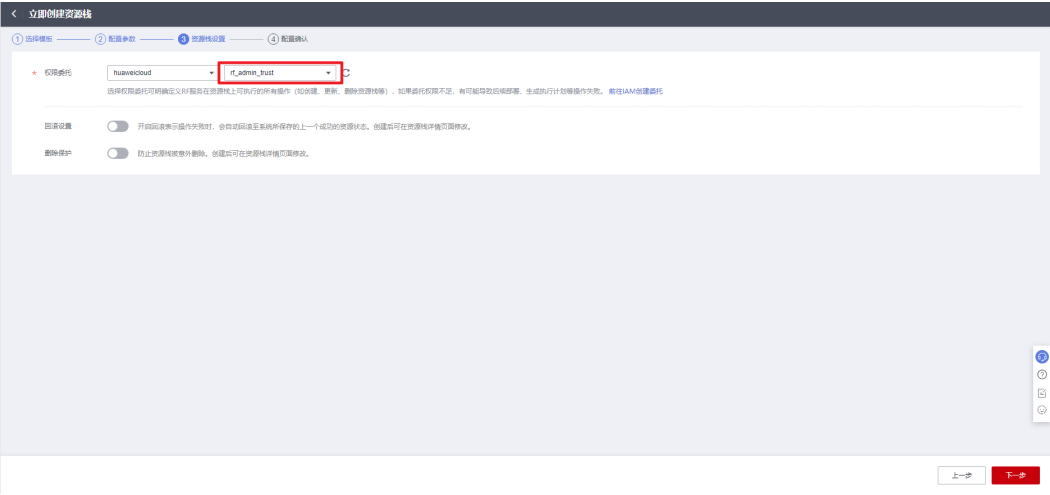 立即创建资源栈
1 选择模板 2 配置参数 3 资源栈设置 4 配置确认
* 权限委托 huaweicloud rf_admin_trust
选择权限委托可明确定义RF服务在资源栈上可执行的所有操作（如创建、更新、删除资源栈等），如果委托权限不足，有可能导致后续部署、生成执行计划等操作失败。 前往IAM创建委托
回滚设置 开启回滚表示操作失败时，会自动回滚至系统所保存的上一个成功的资源状态。创建后可在资源栈详情页面修改。
删除保护 防止资源栈被意外删除。创建后可在资源栈详情页面修改。
上一步 下一步